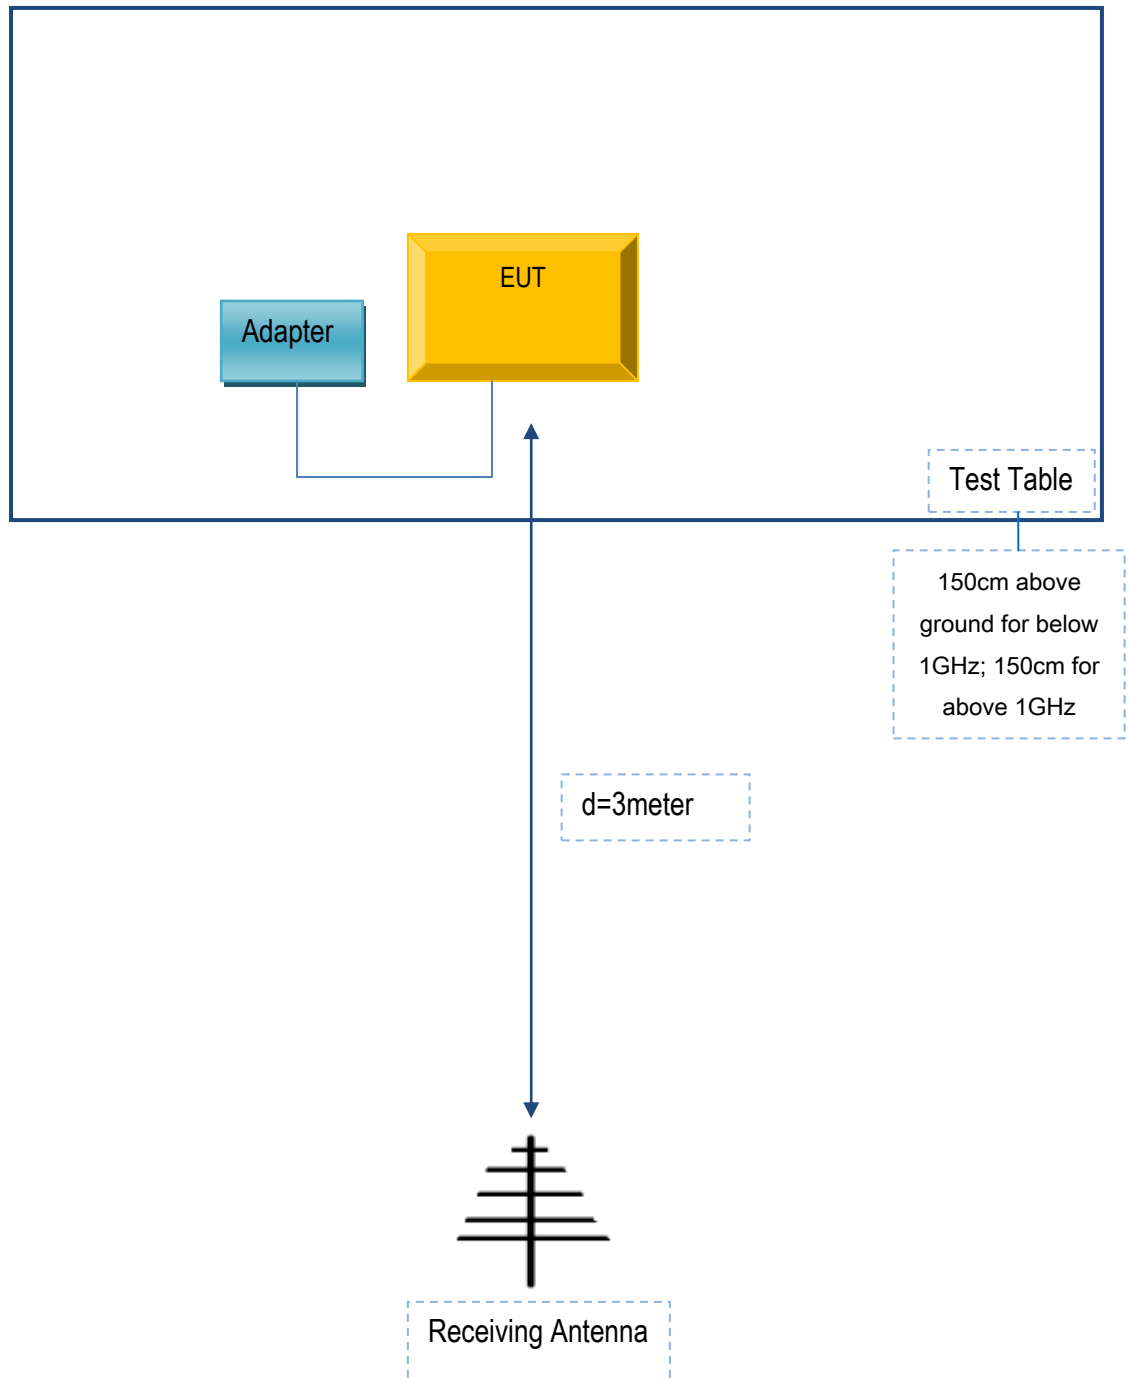 EUT
Adapter
Test Table
150cm above
ground for below
1GHz; 150cm for
above 1GHz
d=3meter
Receiving Antenna